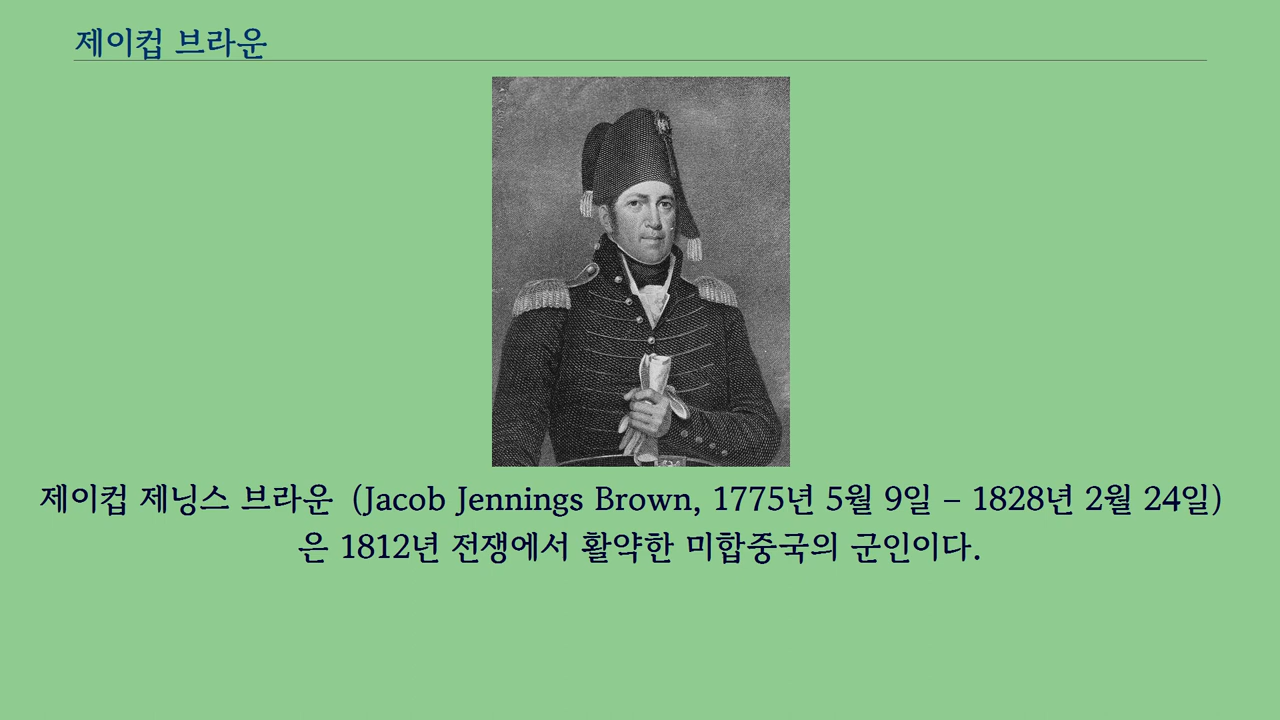 제이컵 브라운
제이컵 제닝스 브라운 (Jacob Jennings Brown, 1775년 5월 9일 – 1828년 2월 24일)
은 1812년 전쟁에서 활약한 미합중국의 군인이다.